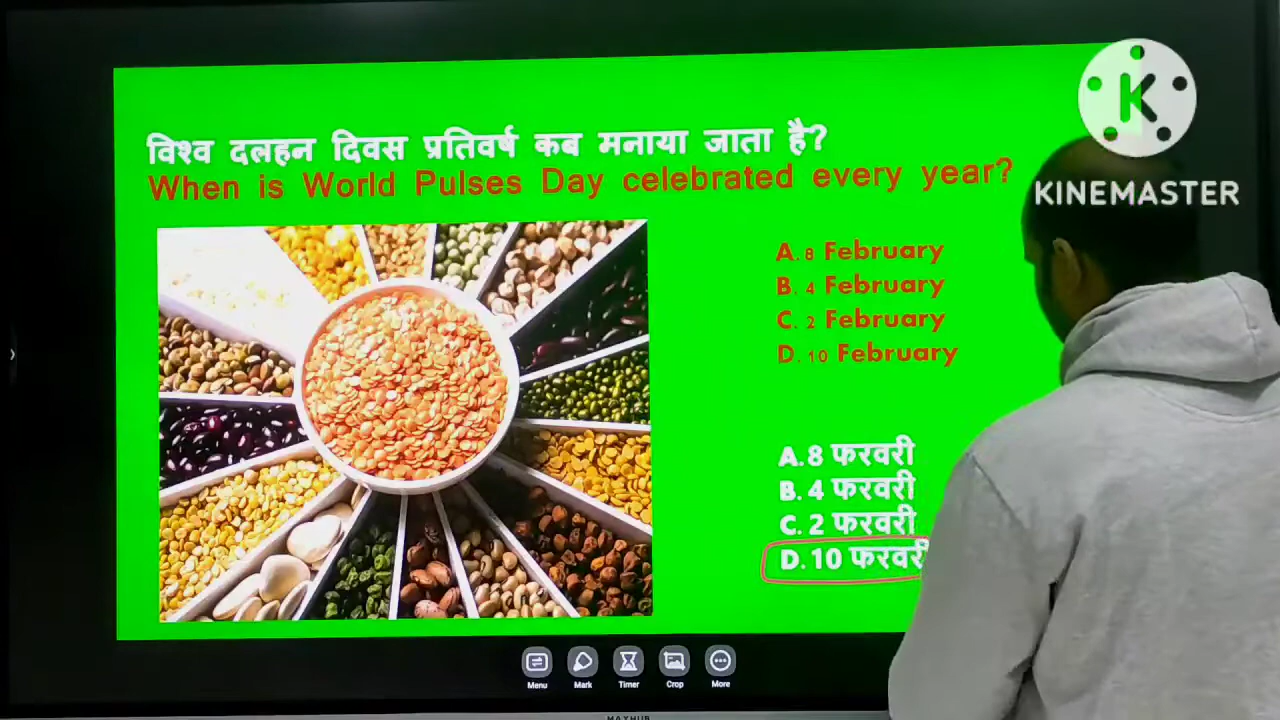 विश्व दलहन दिवस प्रतिवर्ष कब मनाया जाता है?
When is World Pulses Day celebrated every year?
K
KINEMASTER
A. 8 February
B. 4 February
C. 2 February
D. 10 February
A. 8 फरवरी
B. 4 फरवरी
C. 2 फरवरी
D. 10 फरवरी
Menu Mark Timer Crop More
MAXHUB